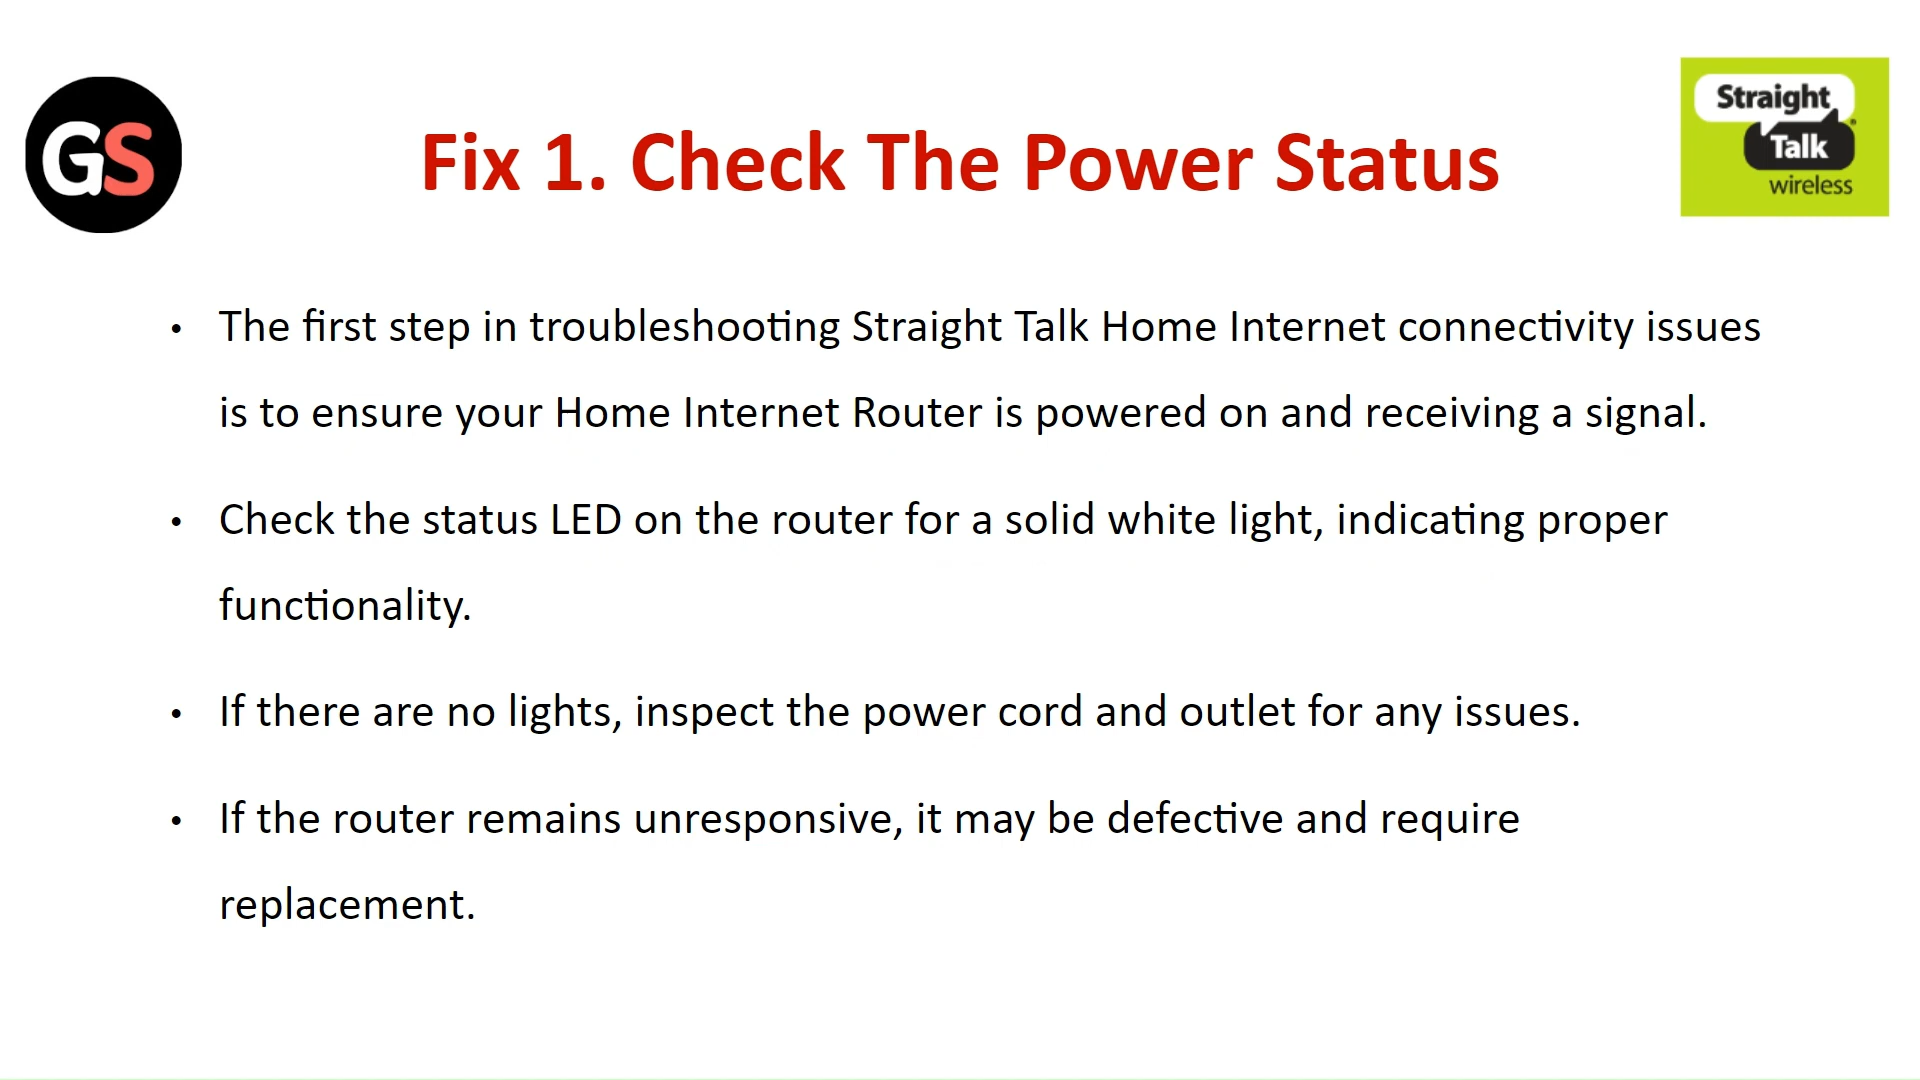 GS
Fix 1. Check The Power Status
Straight
Talk®
wireless
• The first step in troubleshooting Straight Talk Home Internet connectivity issues
is to ensure your Home Internet Router is powered on and receiving a signal.
• Check the status LED on the router for a solid white light, indicating proper
functionality.
• If there are no lights, inspect the power cord and outlet for any issues.
• If the router remains unresponsive, it may be defective and require
replacement.